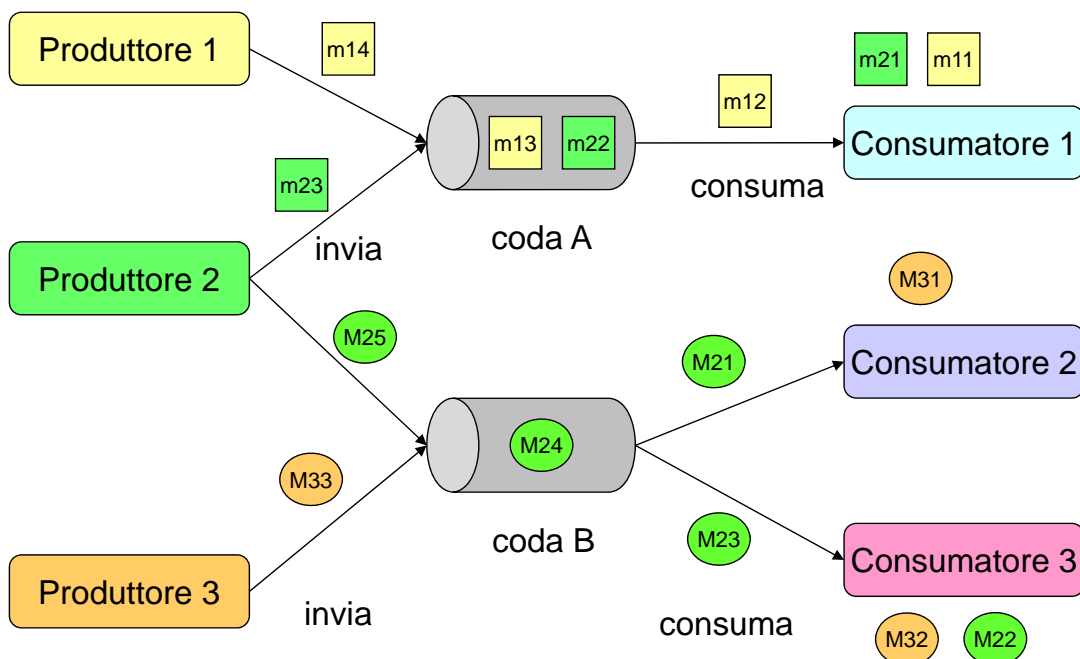 Produttore 1
m14
m21
m11
m12
m13
m22
Consumatore 1
m23
consuma
invia
coda A
Produttore 2
M31
M25
M21
Consumatore 2
M24
M33
coda B
M23
Produttore 3
Consumatore 3
invia
consuma
M32
M22